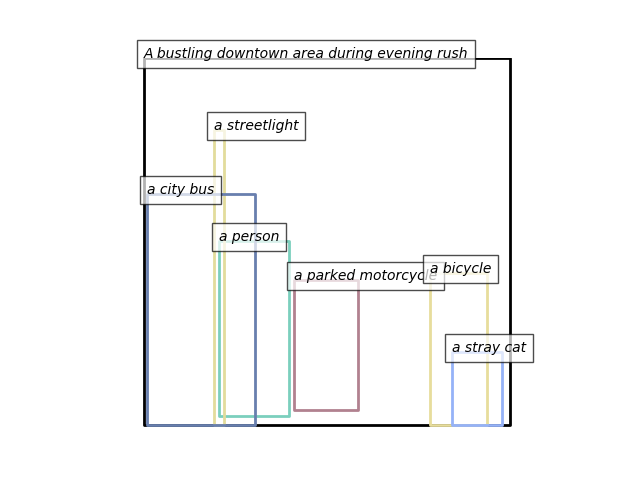 A bustling downtown area during evening rush
a streetlight
a city bus
a person
a parked motorcycle
a bicycle
a stray cat